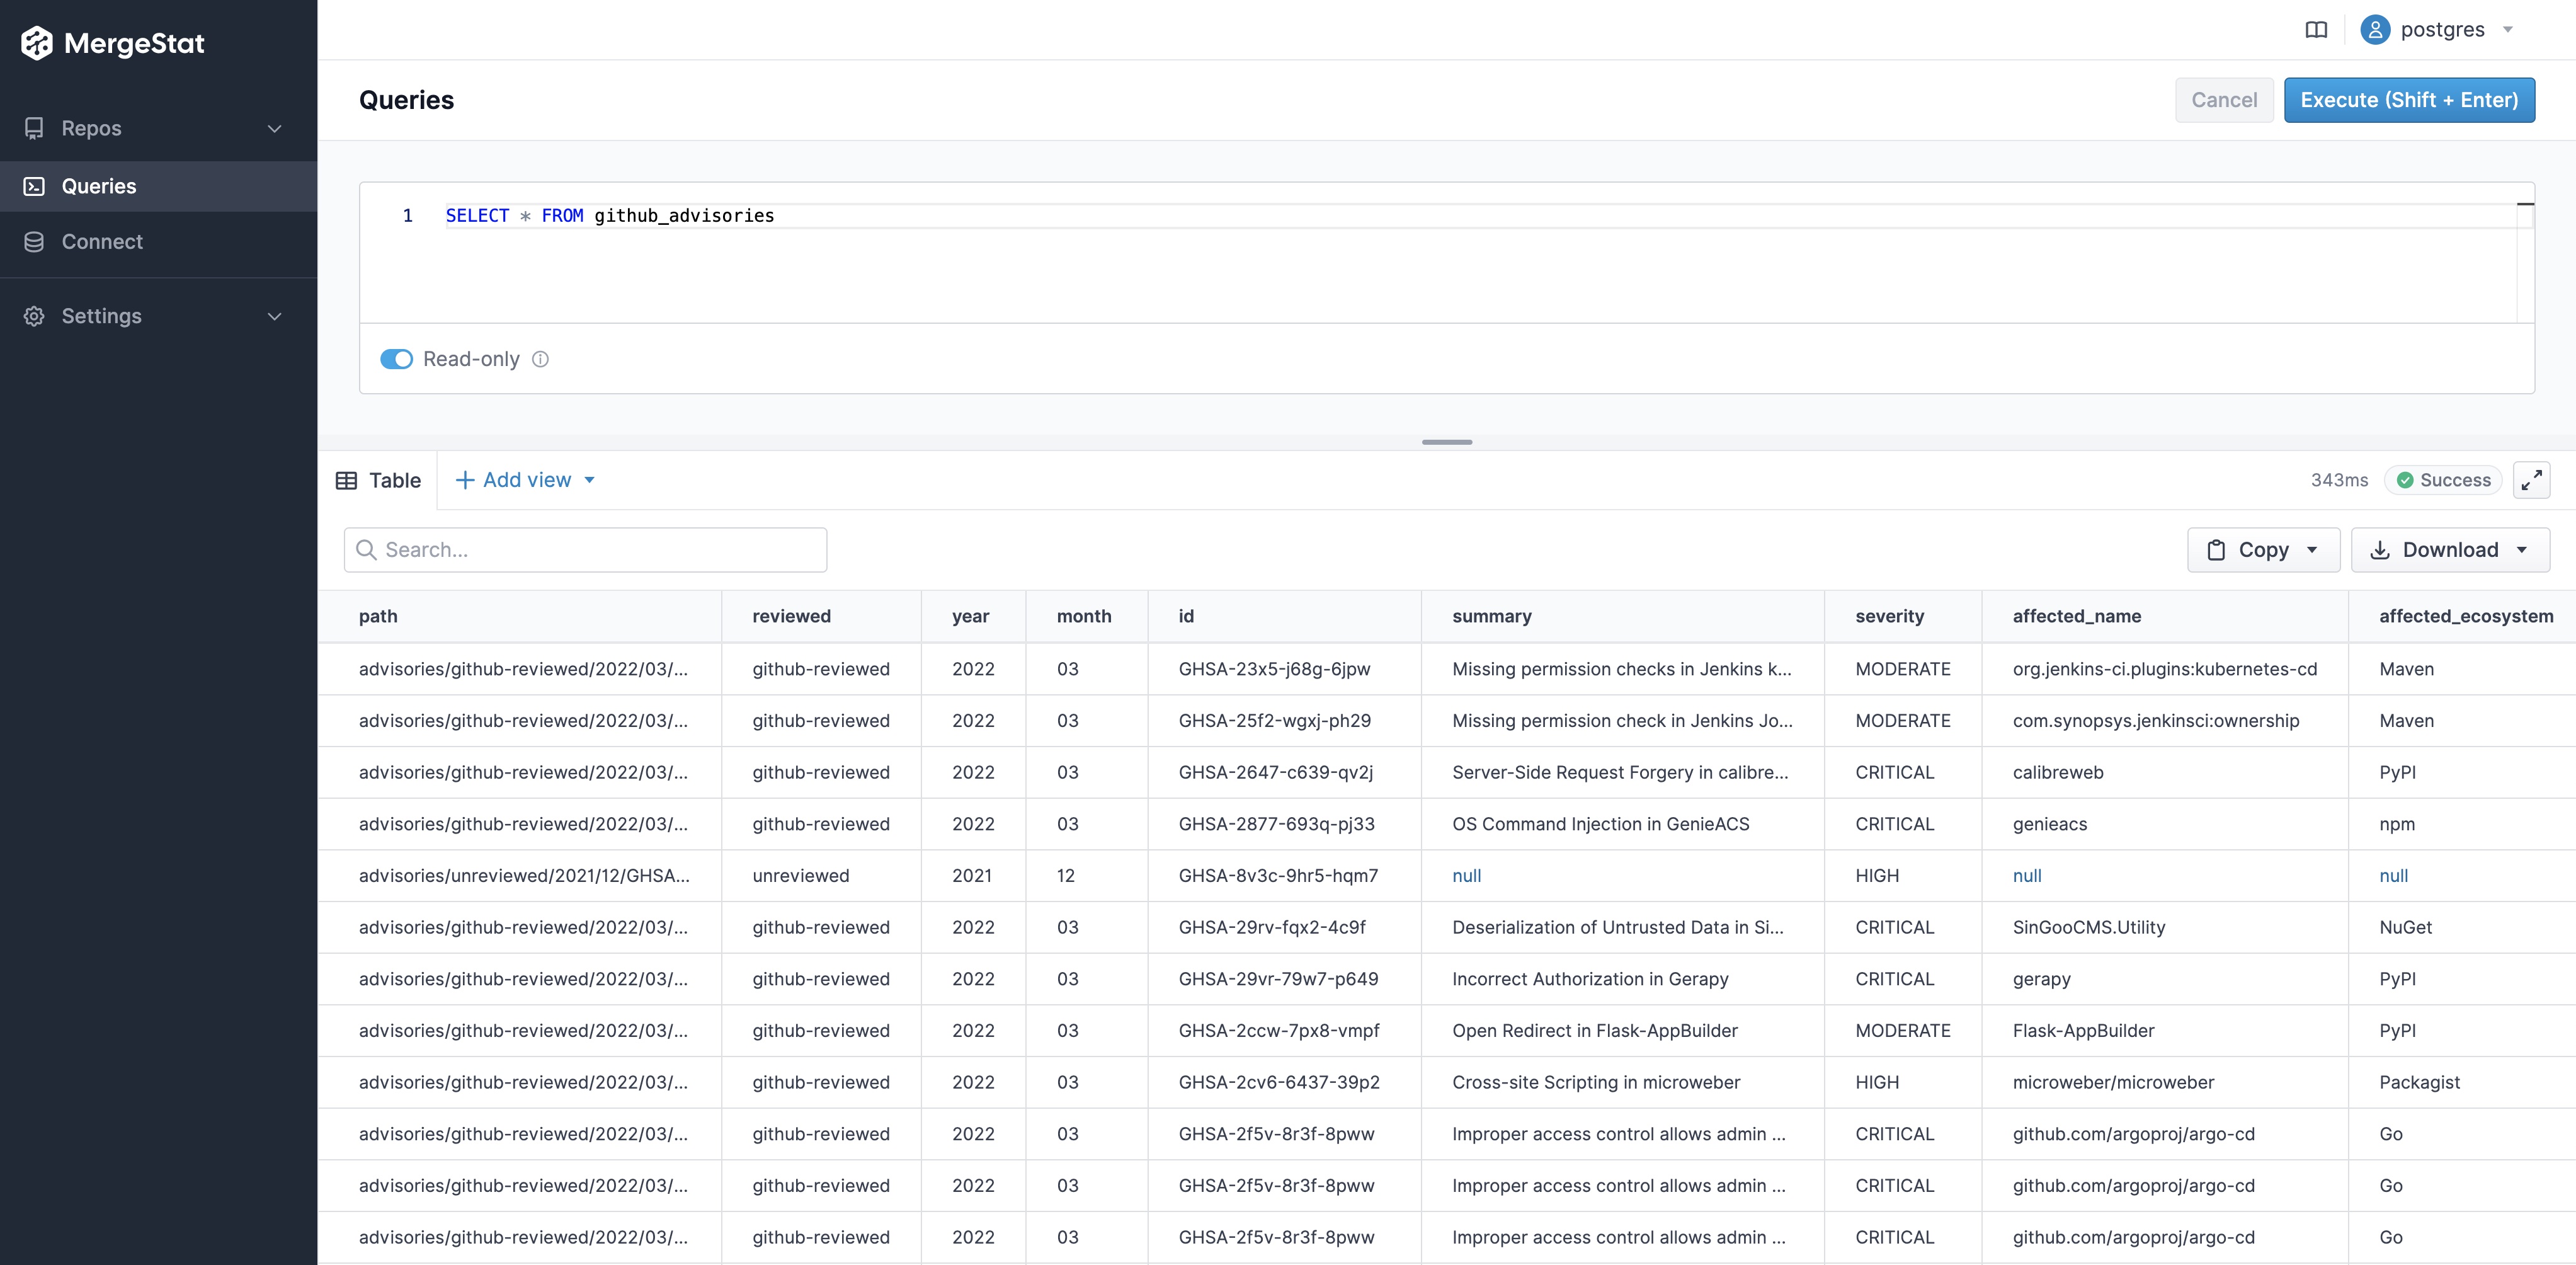 MergeStat
Repos
Queries
Connect
Settings
postgres
Queries
Cancel
Execute (Shift + Enter)
1 SELECT * FROM github_advisories
Read-only
Table
Add view
343ms
Success
Search...
Copy
Download
path reviewed year month id summary severity affected_name affected_ecosystem
advisories/github-reviewed/2022/03/... github-reviewed 2022 03 GHSA-23x5-j68g-6jpw Missing permission checks in Jenkins k... MODERATE org.jenkins-ci.plugins:kubernetes-cd Maven
advisories/github-reviewed/2022/03/... github-reviewed 2022 03 GHSA-25f2-wgxj-ph29 Missing permission check in Jenkins Jo... MODERATE com.synopsys.jenkinsci:ownership Maven
advisories/github-reviewed/2022/03/... github-reviewed 2022 03 GHSA-2647-c639-qv2j Server-Side Request Forgery in calibre... CRITICAL calibreweb PyPI
advisories/github-reviewed/2022/03/... github-reviewed 2022 03 GHSA-2877-693q-pj33 OS Command Injection in GenieACS CRITICAL genieacs npm
advisories/unreviewed/2021/12/GHSA... unreviewed 2021 12 GHSA-8v3c-9hr5-hqm7 null HIGH null null
advisories/github-reviewed/2022/03/... github-reviewed 2022 03 GHSA-29rv-fqx2-4c9f Deserialization of Untrusted Data in Si... CRITICAL SinGooCMS.Utility NuGet
advisories/github-reviewed/2022/03/... github-reviewed 2022 03 GHSA-29vr-79w7-p649 Incorrect Authorization in Gerapy CRITICAL gerapy PyPI
advisories/github-reviewed/2022/03/... github-reviewed 2022 03 GHSA-2ccw-7px8-vmpf Open Redirect in Flask-AppBuilder MODERATE Flask-AppBuilder PyPI
advisories/github-reviewed/2022/03/... github-reviewed 2022 03 GHSA-2cv6-6437-39p2 Cross-site Scripting in microweber HIGH microweber/microweber Packagist
advisories/github-reviewed/2022/03/... github-reviewed 2022 03 GHSA-2f5v-8r3f-8pww Improper access control allows admin ... CRITICAL github.com/argoproj/argo-cd Go
advisories/github-reviewed/2022/03/... github-reviewed 2022 03 GHSA-2f5v-8r3f-8pww Improper access control allows admin ... CRITICAL github.com/argoproj/argo-cd Go
advisories/github-reviewed/2022/03/... github-reviewed 2022 03 GHSA-2f5v-8r3f-8pww Improper access control allows admin ... CRITICAL github.com/argoproj/argo-cd Go